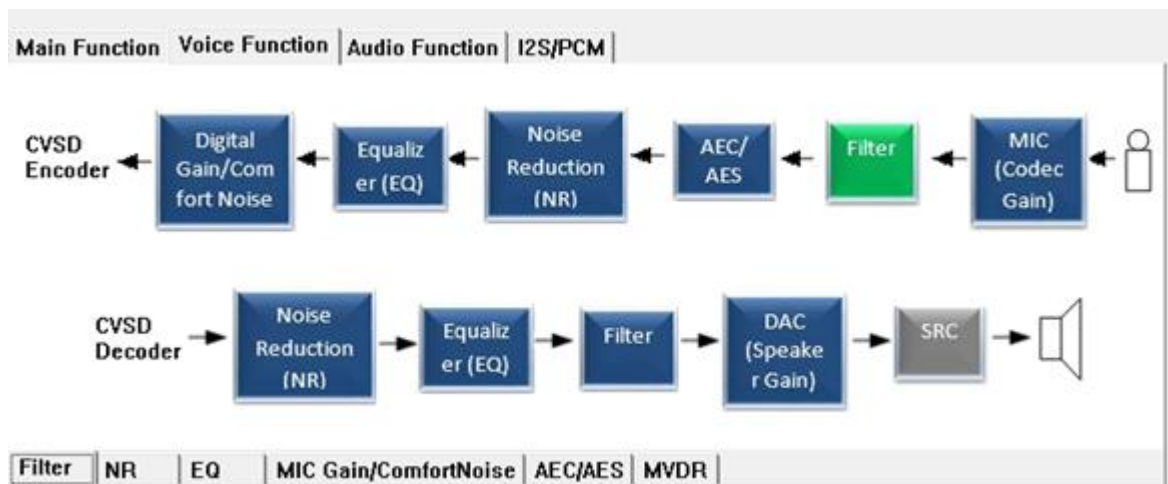 Main Function Voice Function Audio Function I2S/PCM
CVSD
Encoder
Digital
Gain/Com
fort Noise
Equaliz
er (EQ)
Noise
Reduction
(NR)
AEC/
AES
Filter
MIC
(Codec
Gain)
CVSD
Decoder
Noise
Reduction
(NR)
Equaliz
er (EQ)
Filter
DAC
(Speake
r Gain)
SRC
Filter NR EQ MIC Gain/ComfortNoise AEC/AES MVDR